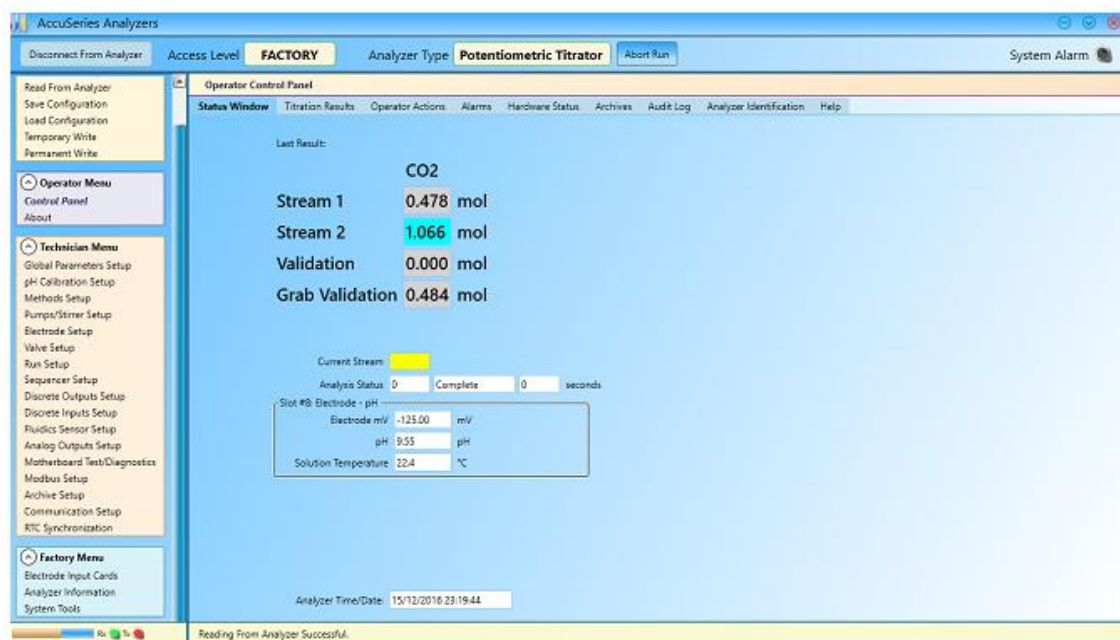 AccuSeries Analyzers
Disconnect From Analyzer Access Level FACTORY Analyzer Type Potentiometric Titrator Abort Run System Alarm
Read From Analyzer
Save Configuration
Load Configuration
Temporary Write
Permanent Write
Operator Menu
Control Panel
About
Technician Menu
Global Parameters Setup
pH Calibration Setup
Methods Setup
Pumps/Stirrer Setup
Electrode Setup
Valve Setup
Run Setup
Sequencer Setup
Discrete Outputs Setup
Discrete Inputs Setup
Fluidics Sensor Setup
Analog Outputs Setup
Motherboard Test/Diagnostics
Modbus Setup
Archive Setup
Communication Setup
RTC Synchronization
Factory Menu
Electrode Input Cards
Analyzer Information
System Tools
Rx Tx
Operator Control Panel
Status Window Titration Results Operator Actions Alarms Hardware Status Archives Audit Log Analyzer Identification Help
Last Result:
CO2
Stream 1 0.478 mol
Stream 2 1.066 mol
Validation 0.000 mol
Grab Validation 0.484 mol
Current Stream
Analysis Status 0 Complete 0 seconds
Slot #8: Electrode - pH
Electrode mV -125.00 mV
pH 9.55 pH
Solution Temperature 22.4 °C
Analyzer Time/Date: 15/12/2016 23:19:44
Reading From Analyzer Successful.